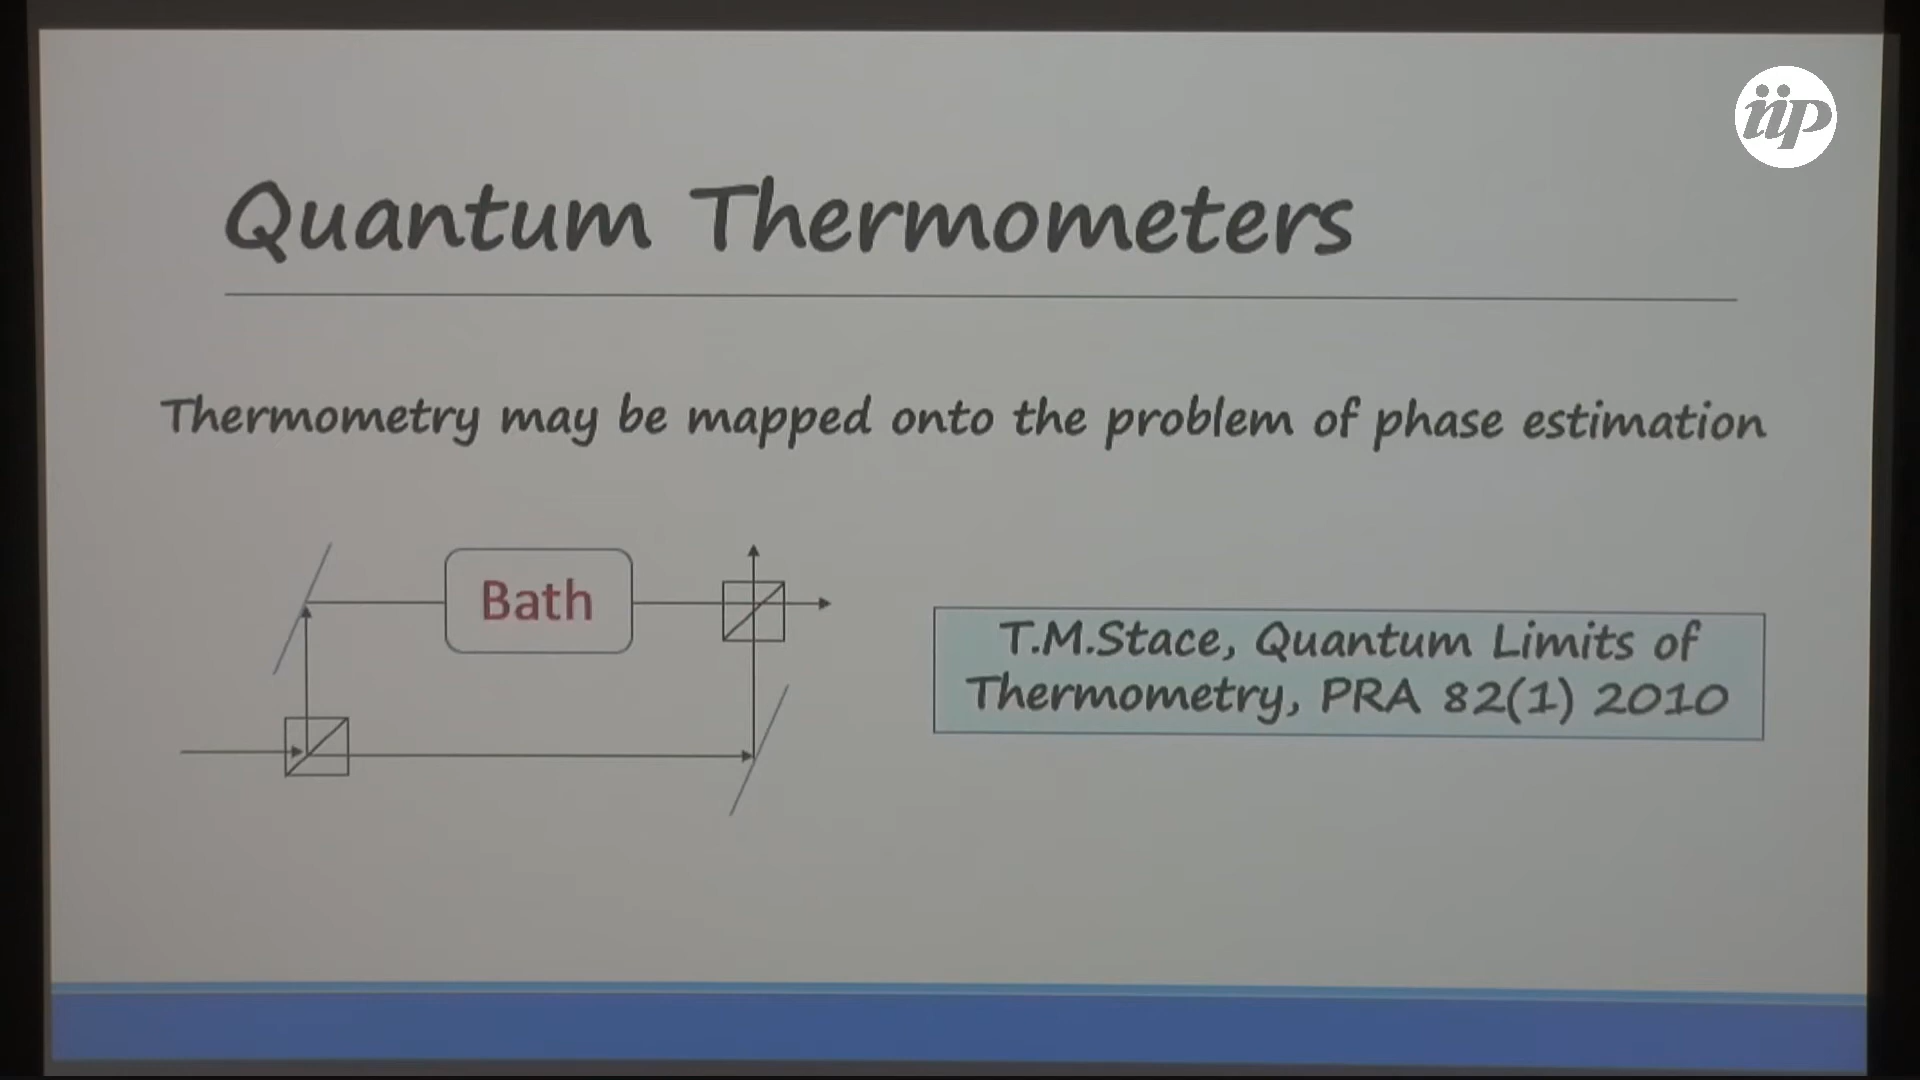 iip
Quantum Thermometers
Thermometry may be mapped onto the problem of phase estimation
Bath
T.M.Stace, Quantum Limits of
Thermometry, PRA 82(1) 2010